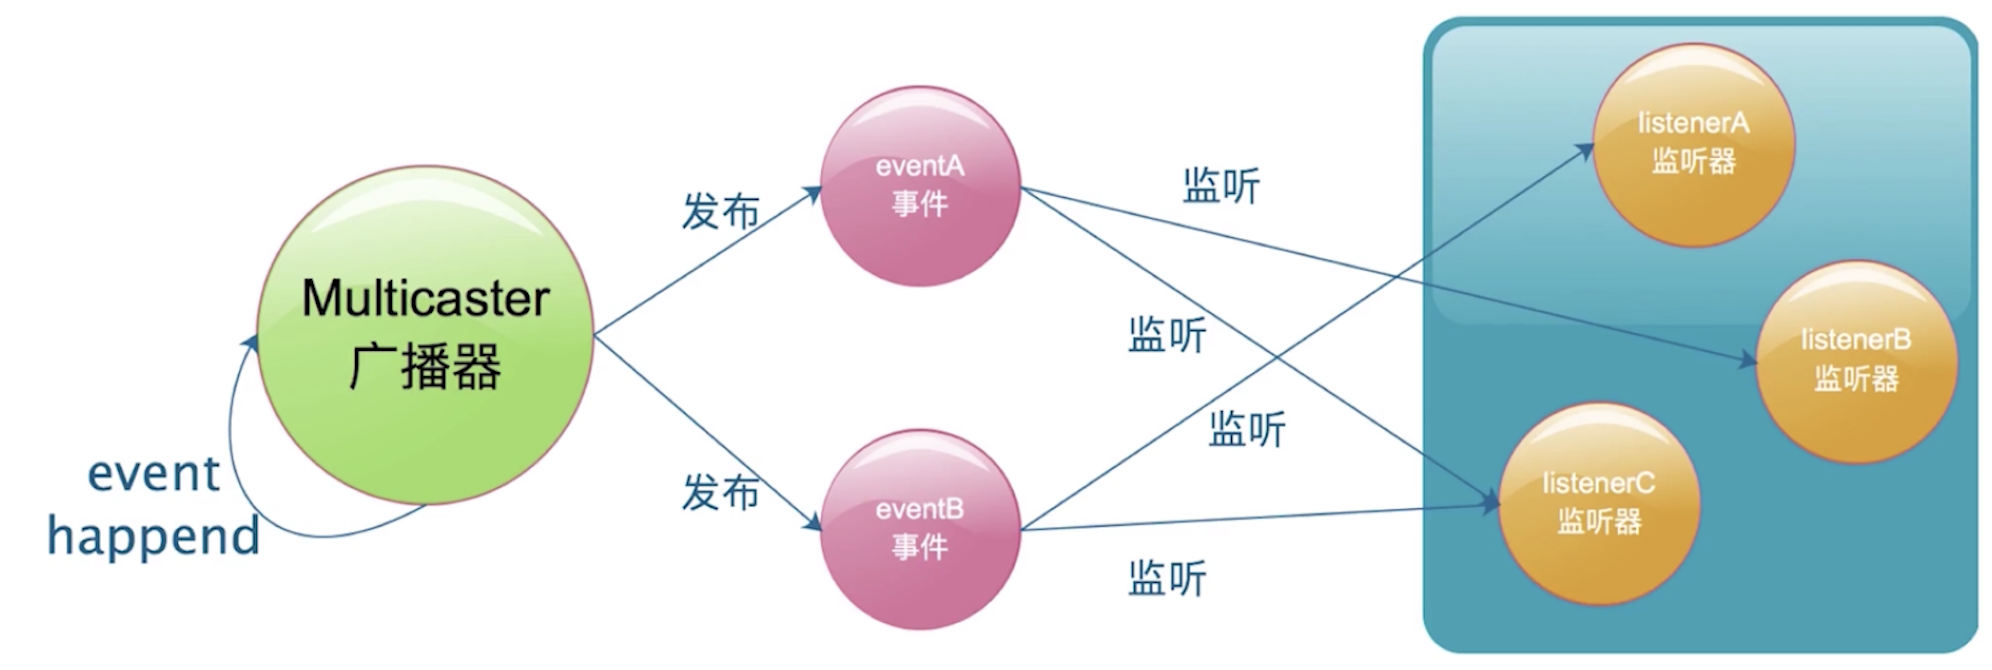 Multicaster
广播器
event
happend
发布
发布
eventA
事件
eventB
事件
监听
监听
监听
监听
listenerA
监听器
listenerB
监听器
listenerC
监听器